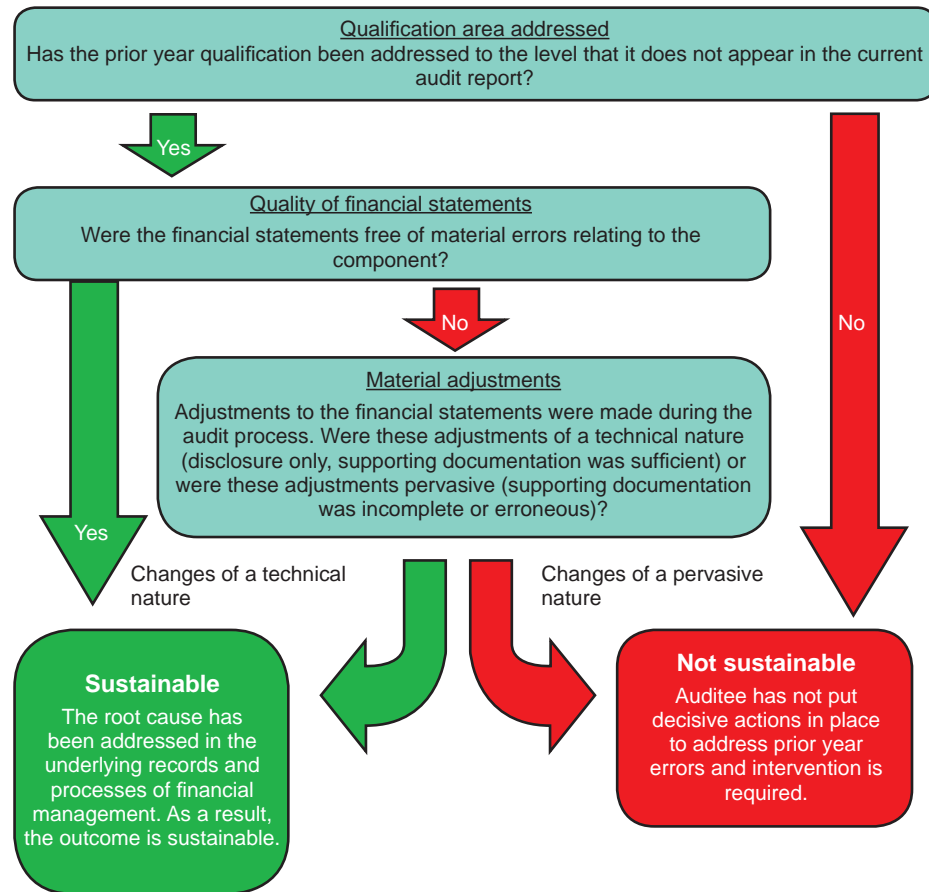 Qualification area addressed
Has the prior year qualification been addressed to the level that it does not appear in the current
audit report?
Yes
Quality of financial statements
Were the financial statements free of material errors relating to the
component?
No
No
Material adjustments
Adjustments to the financial statements were made during the
audit process. Were these adjustments of a technical nature
(disclosure only, supporting documentation was sufficient) or
were these adjustments pervasive (supporting documentation
was incomplete or erroneous)?
Yes
Changes of a technical
nature
Changes of a pervasive
nature
Sustainable
The root cause has
been addressed in the
underlying records and
processes of financial
management. As a result,
the outcome is sustainable.
Not sustainable
Auditee has not put
decisive actions in place
to address prior year
errors and intervention is
required.